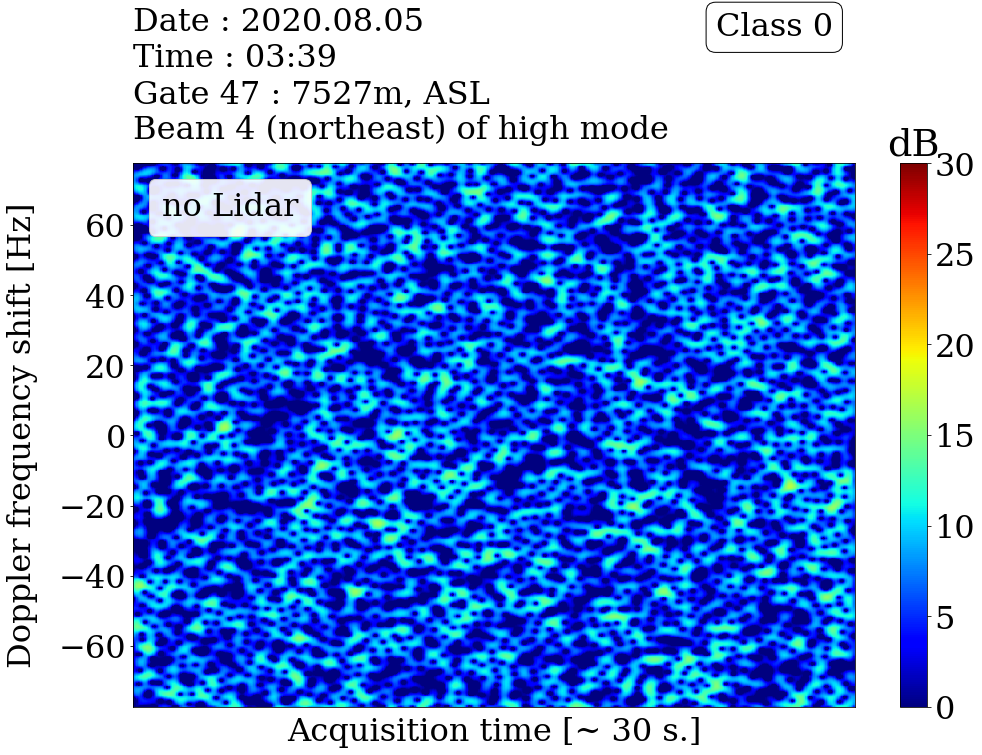 Date : 2020.08.05
Time : 03:39
Gate 47 : 7527m, ASL
Beam 4 (northeast) of high mode
Class 0
dB
no Lidar
Doppler frequency shift [Hz]
60
40
20
0
−20
−40
−60
30
25
20
15
10
5
0
Acquisition time [~ 30 s.]